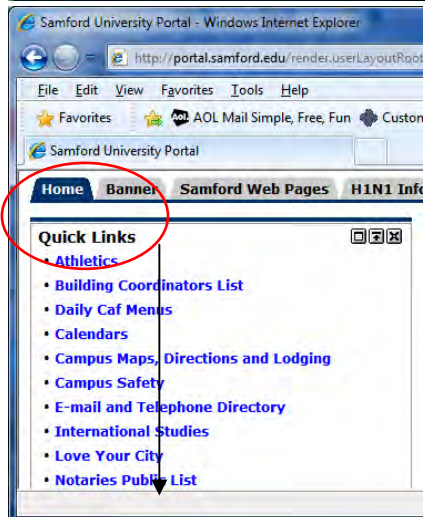 Samford University Portal - Windows Internet Explorer
http://portal.samford.edu/render.userLayoutRoot
File Edit View Favorites Tools Help
Favorites AOL Mail Simple, Free, Fun Custom
Samford University Portal
Home Banner Samford Web Pages H1N1 Info
Quick Links
• Athletics
• Building Coordinators List
• Daily Caf Menus
• Calendars
• Campus Maps, Directions and Lodging
• Campus Safety
• E-mail and Telephone Directory
• International Studies
• Love Your City
• Notaries Public List